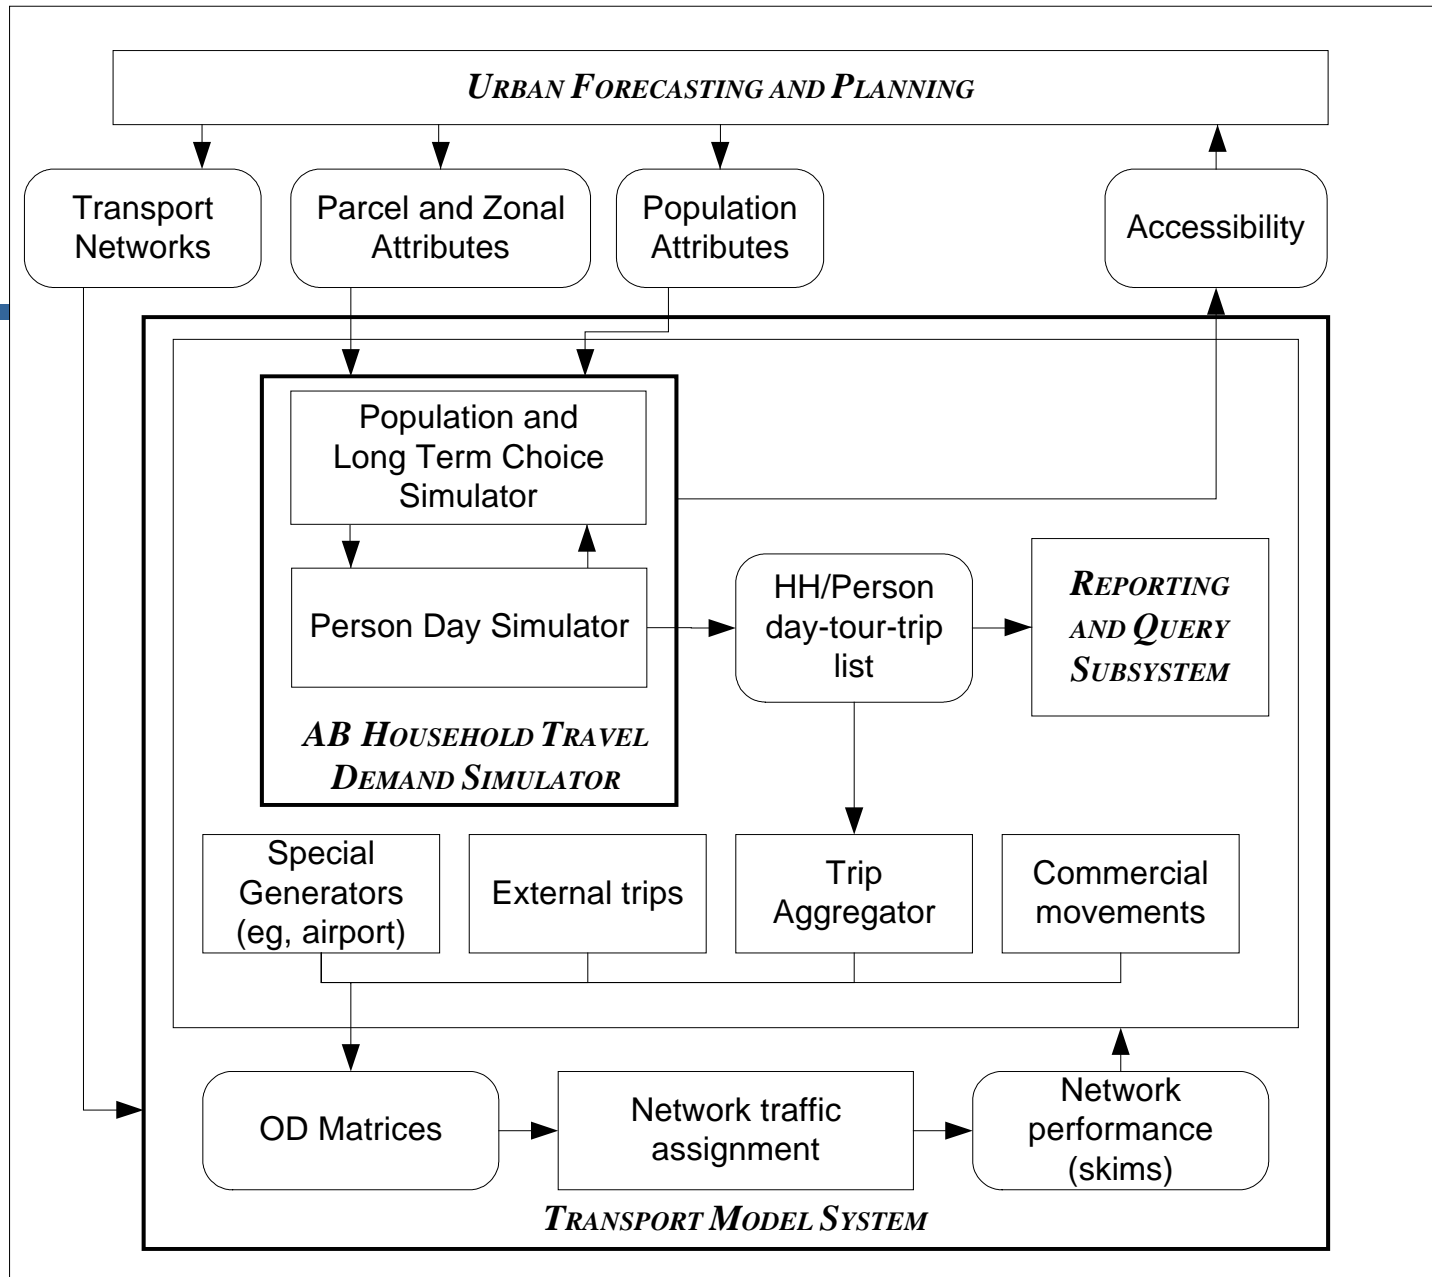 URBAN FORECASTING AND PLANNING
Transport
Networks
Parcel and Zonal
Attributes
Population
Attributes
Accessibility
Population and
Long Term Choice
Simulator
Person Day Simulator
AB HOUSEHOLD TRAVEL
DEMAND SIMULATOR
HH/Person
day-tour-trip
list
REPORTING
AND QUERY
SUBSYSTEM
Special
Generators
(eg, airport)
External trips
Trip
Aggregator
Commercial
movements
OD Matrices
Network traffic
assignment
Network
performance
(skims)
TRANSPORT MODEL SYSTEM